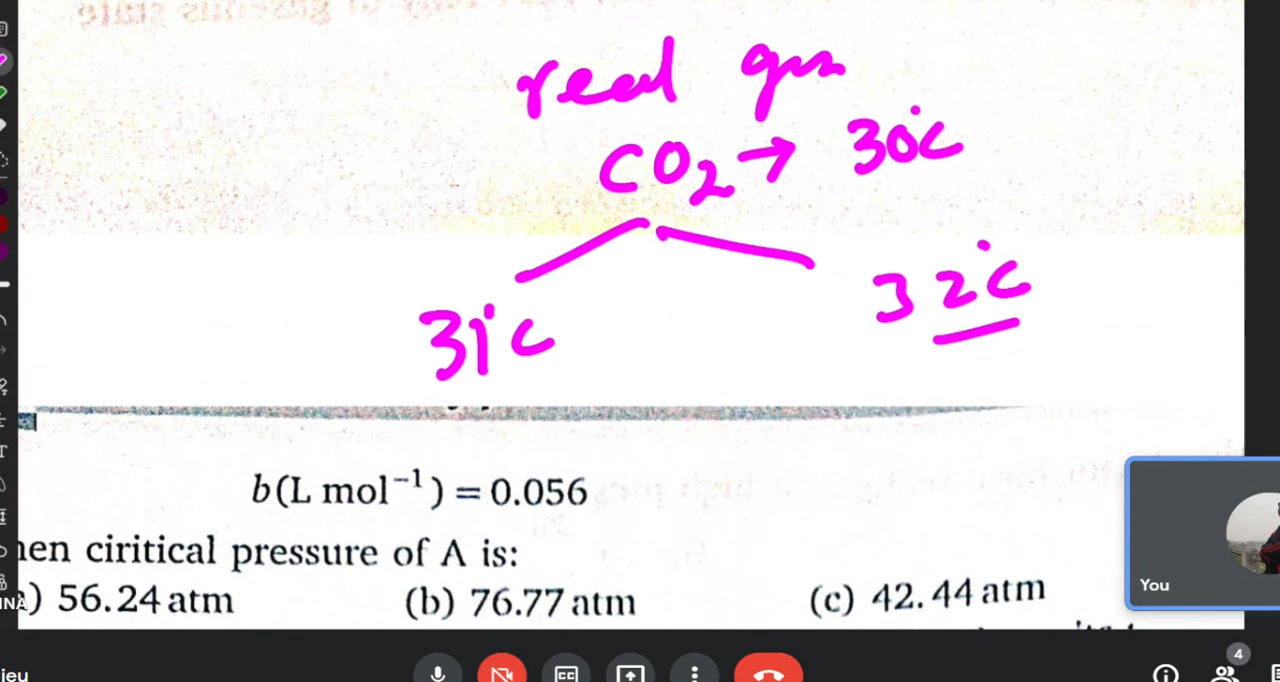 real gas
CO₂ → 30°C
31°C
32°C
b(L mol⁻¹) = 0.056
ciritical pressure of A is:
) 56.24 atm (b) 76.77 atm (c) 42.44 atm
You
4